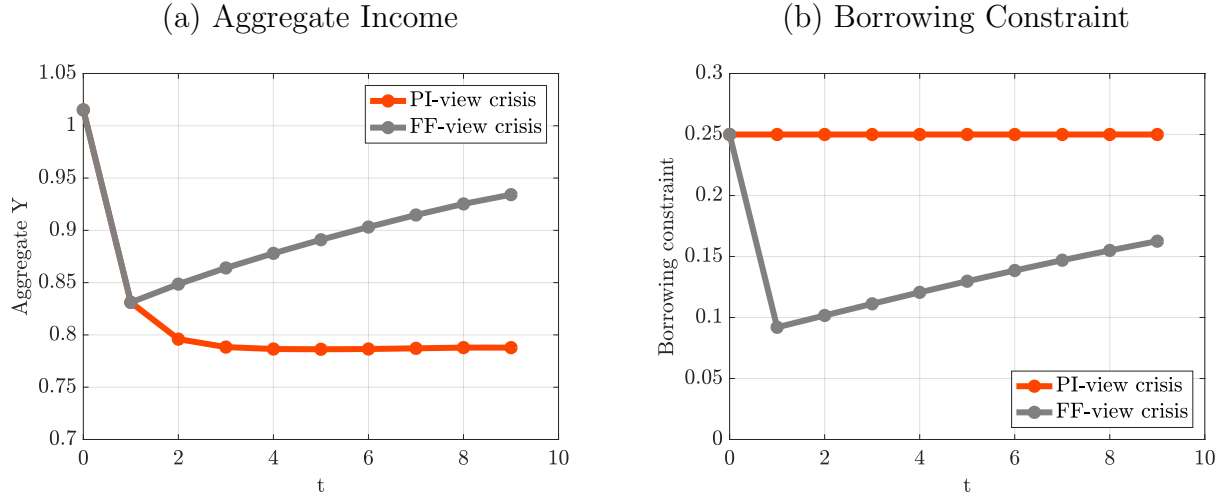 (a) Aggregate Income
1.05
1
0.95
0.9
0.85
0.8
0.75
0.7
Aggregate Y
0 2 4 6 8 10
t
PI-view crisis
FF-view crisis
(b) Borrowing Constraint
0.3
0.25
0.2
0.15
0.1
0.05
0
Borrowing constraint
0 2 4 6 8 10
t
PI-view crisis
FF-view crisis